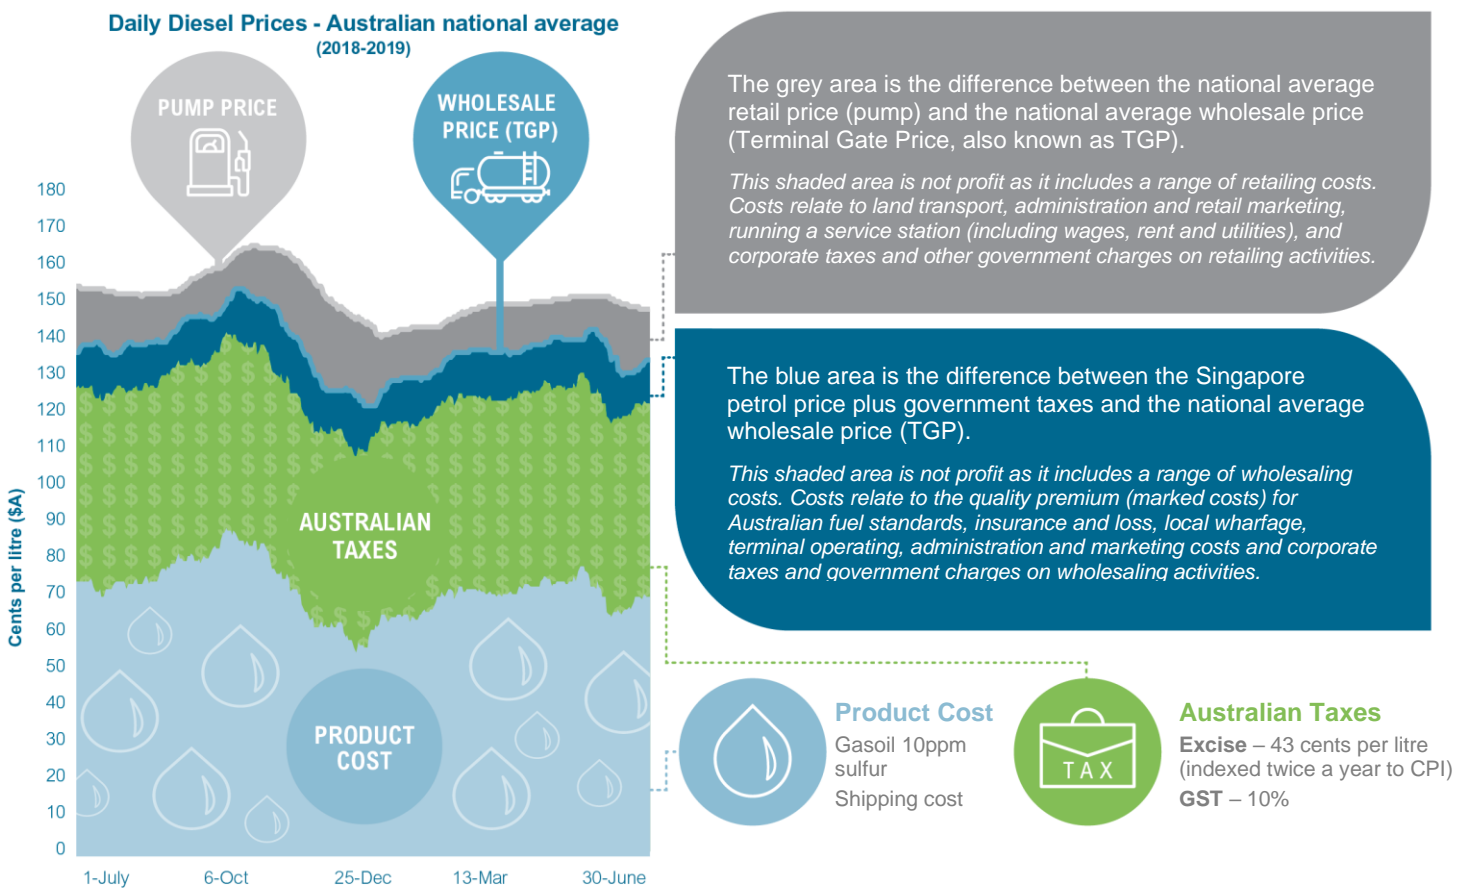 Daily Diesel Prices - Australian national average
(2018-2019)
PUMP PRICE
WHOLESALE
PRICE (TGP)
180
170
160
150
140
130
120
110
100
90
80
70
60
50
40
30
20
10
0
Cents per litre ($A)
1-July
6-Oct
25-Dec
13-Mar
30-June
AUSTRALIAN
TAXES
PRODUCT
COST
The grey area is the difference between the national average
retail price (pump) and the national average wholesale price
(Terminal Gate Price, also known as TGP).
This shaded area is not profit as it includes a range of retailing costs.
Costs relate to land transport, administration and retail marketing,
running a service station (including wages, rent and utilities), and
corporate taxes and other government charges on retailing activities.
The blue area is the difference between the Singapore
petrol price plus government taxes and the national average
wholesale price (TGP).
This shaded area is not profit as it includes a range of wholesaling
costs. Costs relate to the quality premium (marked costs) for
Australian fuel standards, insurance and loss, local wharfage,
terminal operating, administration and marketing costs and corporate
taxes and government charges on wholesaling activities.
Product Cost
Gasoil 10ppm
sulfur
Shipping cost
TAX
Australian Taxes
Excise – 43 cents per litre
(indexed twice a year to CPI)
GST – 10%